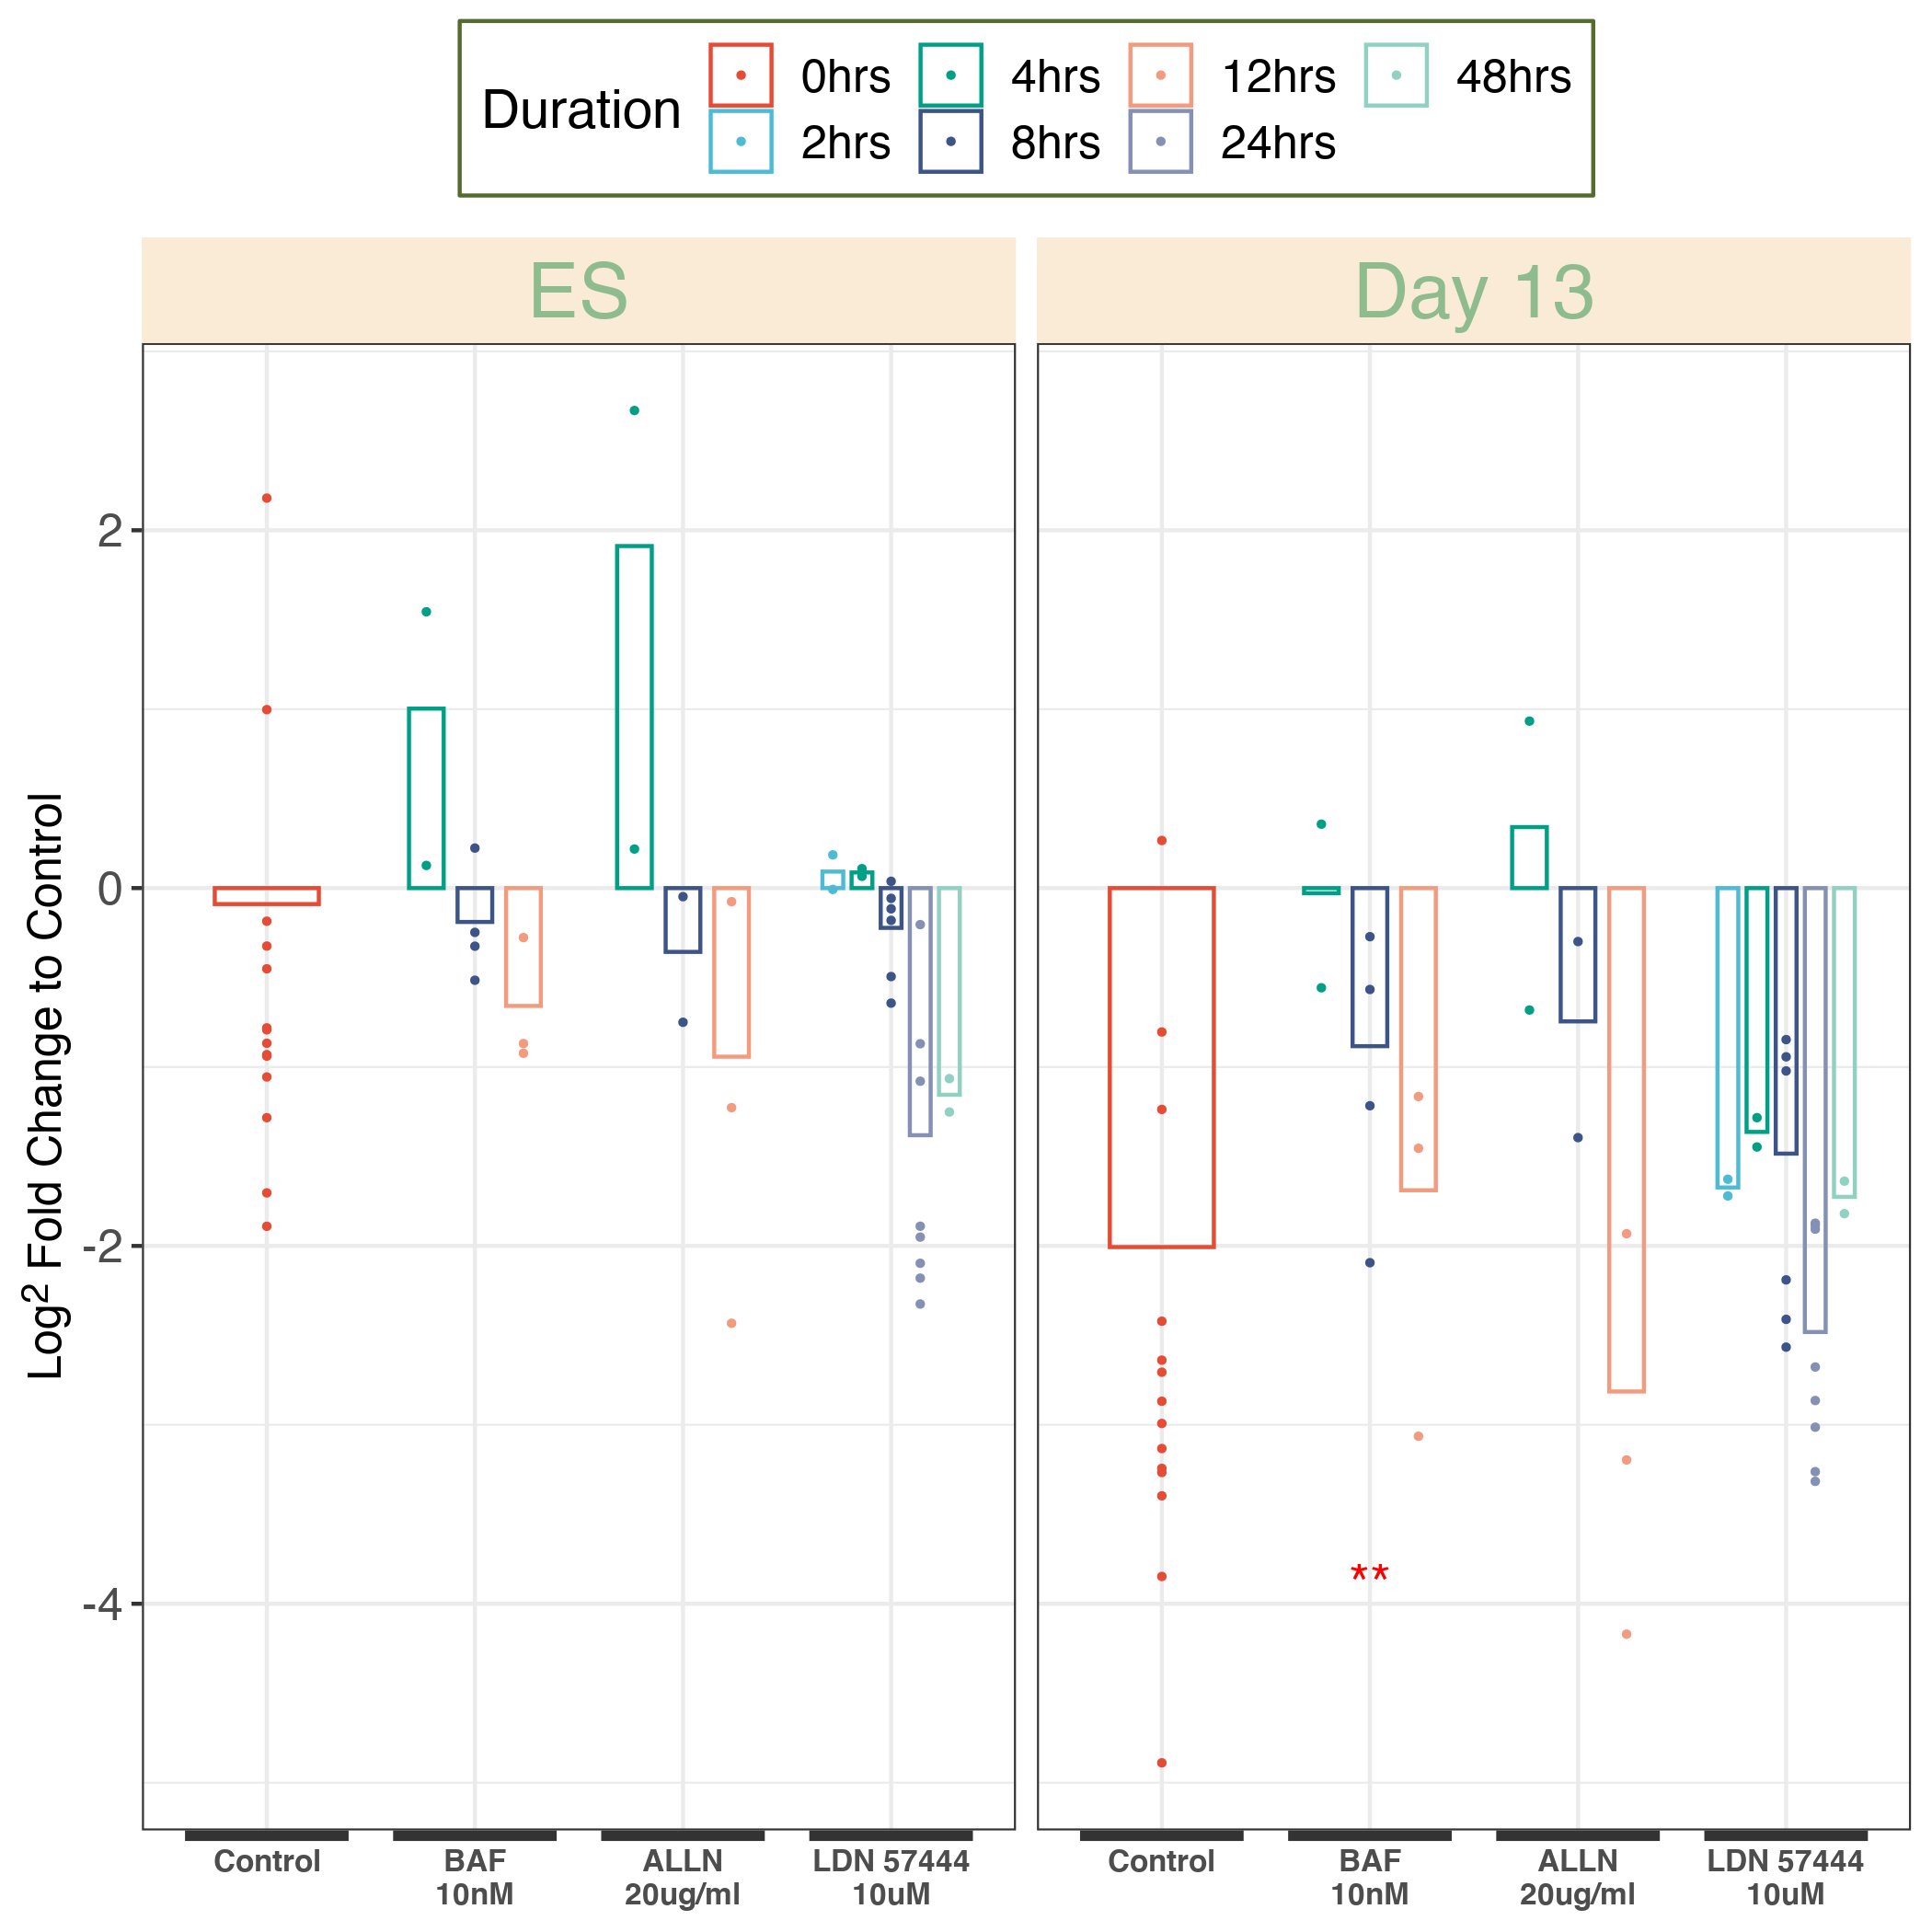 Duration
0hrs 4hrs 12hrs 48hrs
2hrs 8hrs 24hrs
ES
Day 13
Log² Fold Change to Control
2
0
-2
-4
**
Control
BAF
10nM
ALLN
20ug/ml
LDN 57444
10uM
Control
BAF
10nM
ALLN
20ug/ml
LDN 57444
10uM